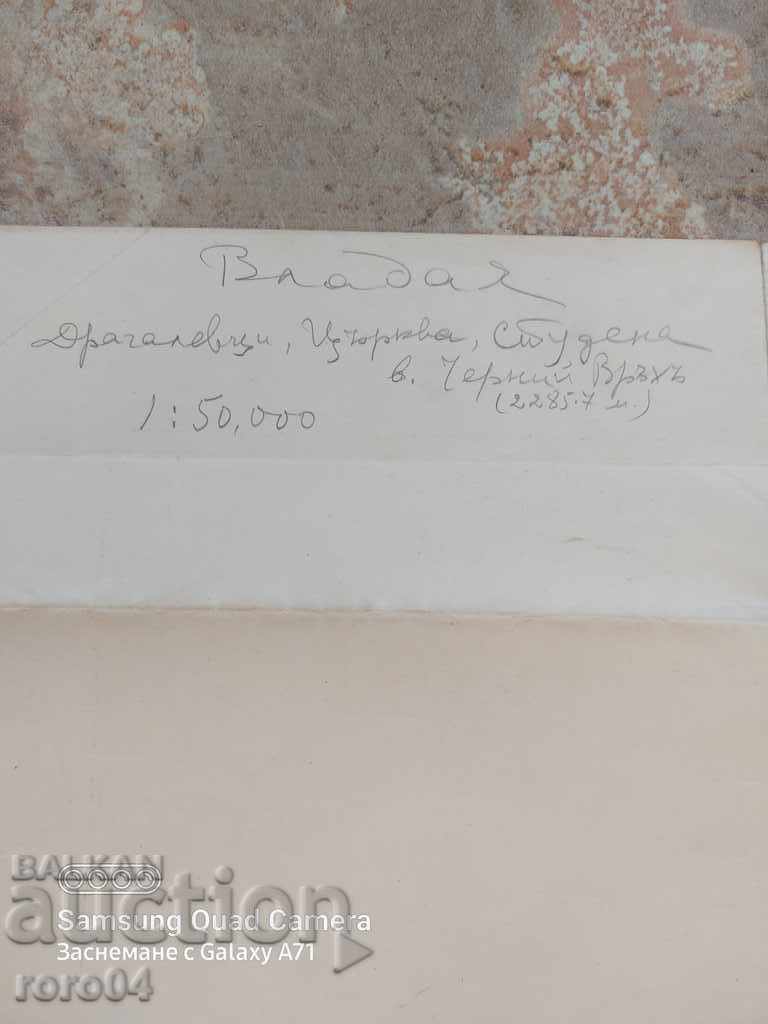 Владая
Драгалевци, Цзърква, Студена
в. Черний Връхъ
(2285.7 м.)
1:50,000
BALKAN
auction
Samsung Quad Camera
Заснемане с Galaxy A71
roro04